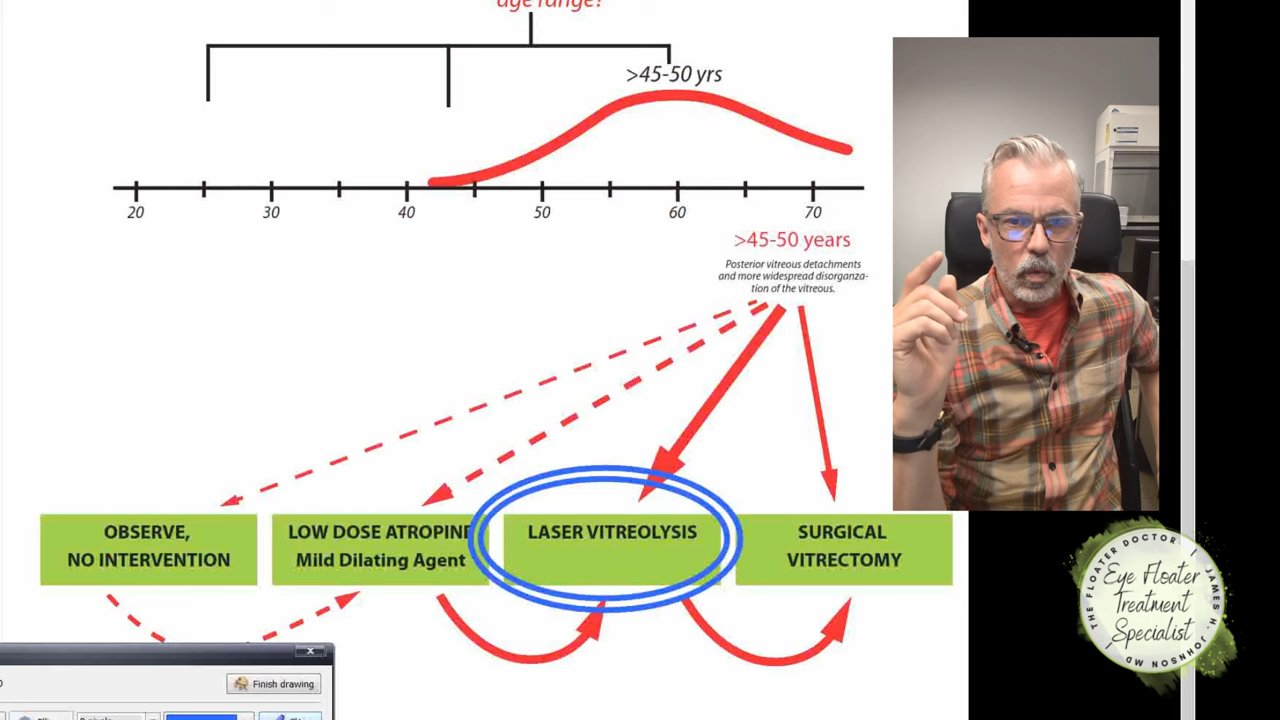 age range?
>45-50 yrs
20 30 40 50 60 70
>45-50 years
Posterior vitreous detachments
and more widespread disorganza-
tion of the vitreous.
OBSERVE,
NO INTERVENTION
LOW DOSE ATROPINE
Mild Dilating Agent
LASER VITREOLYSIS
SURGICAL
VITRECTOMY
THE FLOATER DOCTOR. | JAMES H. JOHNSON MD |
Eye Floater
Treatment
Specialist
X
Finish drawing